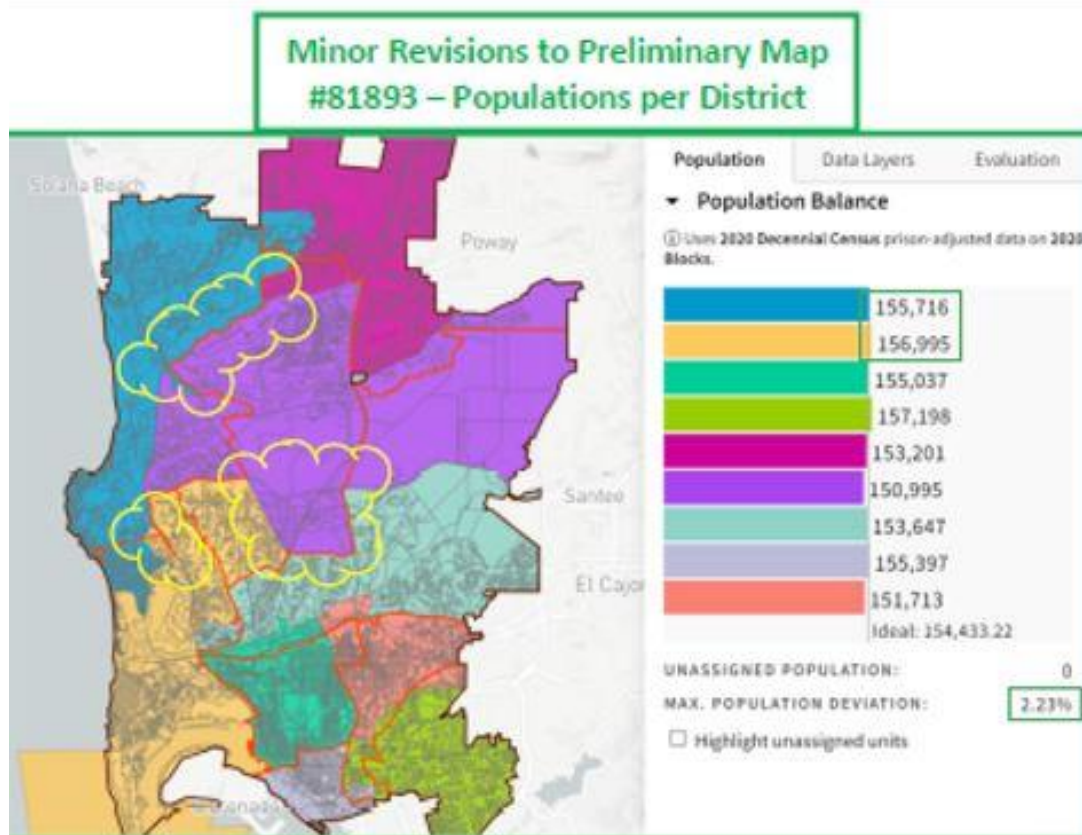 Minor Revisions to Preliminary Map
#81893 – Populations per District
Population Data Layers Evaluation
Population Balance
Uses 2020 Decennial Census prison-adjusted data on 2020
Blocks.
155,716
156,995
155,037
157,198
153,201
150,995
153,647
155,397
151,713
Ideal: 154,433.22
UNASSIGNED POPULATION: 0
MAX. POPULATION DEVIATION: 2.23%
Highlight unassigned units
Solana Beach
Poway
Santee
El Cajon
Coronado